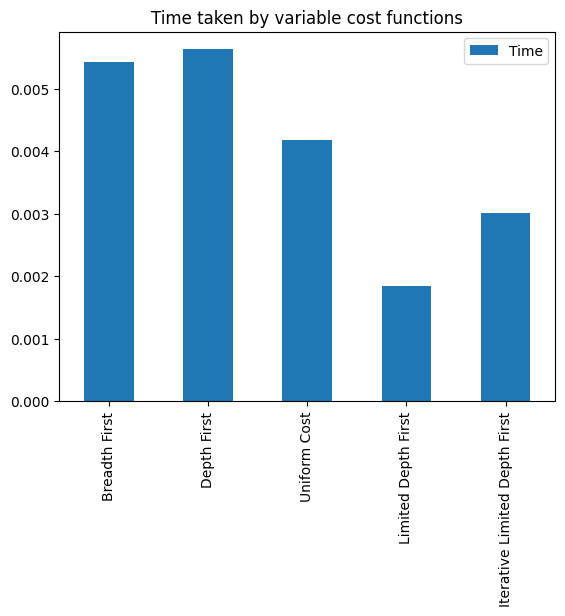 Time taken by variable cost functions
Time
0.005
0.004
0.003
0.002
0.001
0.000
Breadth First
Depth First
Uniform Cost
Limited Depth First
Iterative Limited Depth First